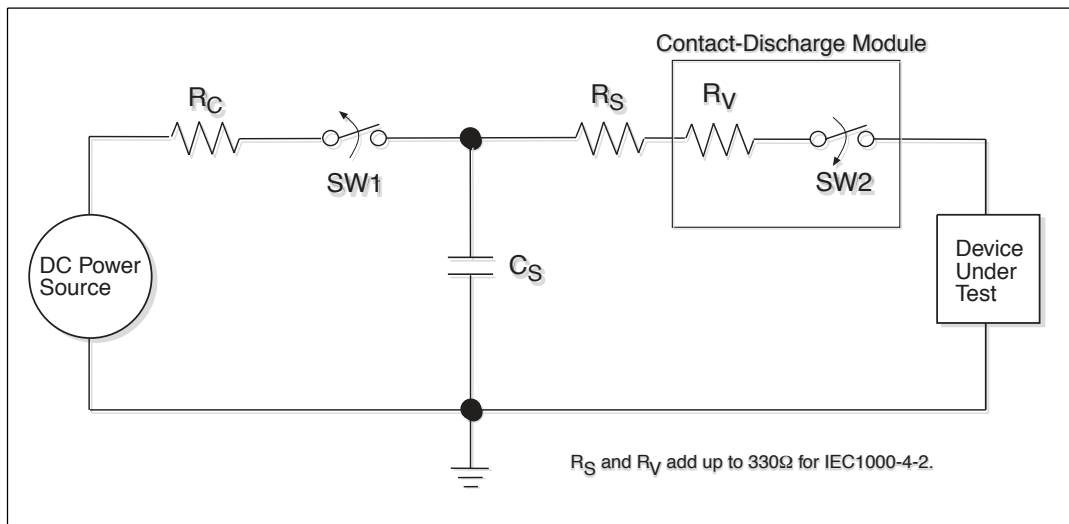 Contact-Discharge Module
RC
RS
RV
SW1
SW2
DC Power
Source
CS
Device
Under
Test
RS and RV add up to 330Ω for IEC1000-4-2.